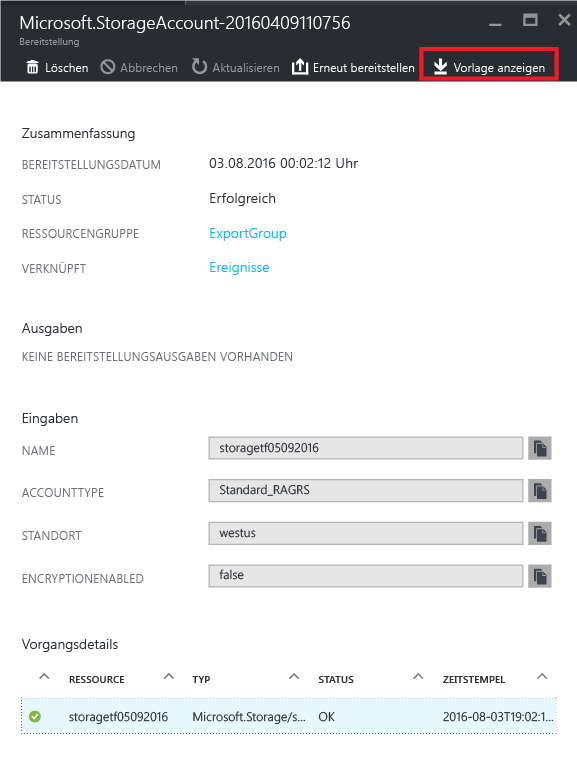 Microsoft.StorageAccount-20160409110756
Bereitstellung
Löschen Abbrechen Aktualisieren Erneut bereitstellen Vorlage anzeigen
Zusammenfassung
BEREITSTELLUNGSDATUM 03.08.2016 00:02:12 Uhr
STATUS Erfolgreich
RESSOURCENGRUPPE ExportGroup
VERKNÜPFT Ereignisse
Ausgaben
KEINE BEREITSTELLUNGSAUSGABEN VORHANDEN
Eingaben
NAME storagetf05092016
ACCOUNTTYPE Standard_RAGRS
STANDORT westus
ENCRYPTIONENABLED false
Vorgangsdetails
RESSOURCE TYP STATUS ZEITSTEMPEL
storagetf05092016 Microsoft.Storage/s... OK 2016-08-03T19:02:1...